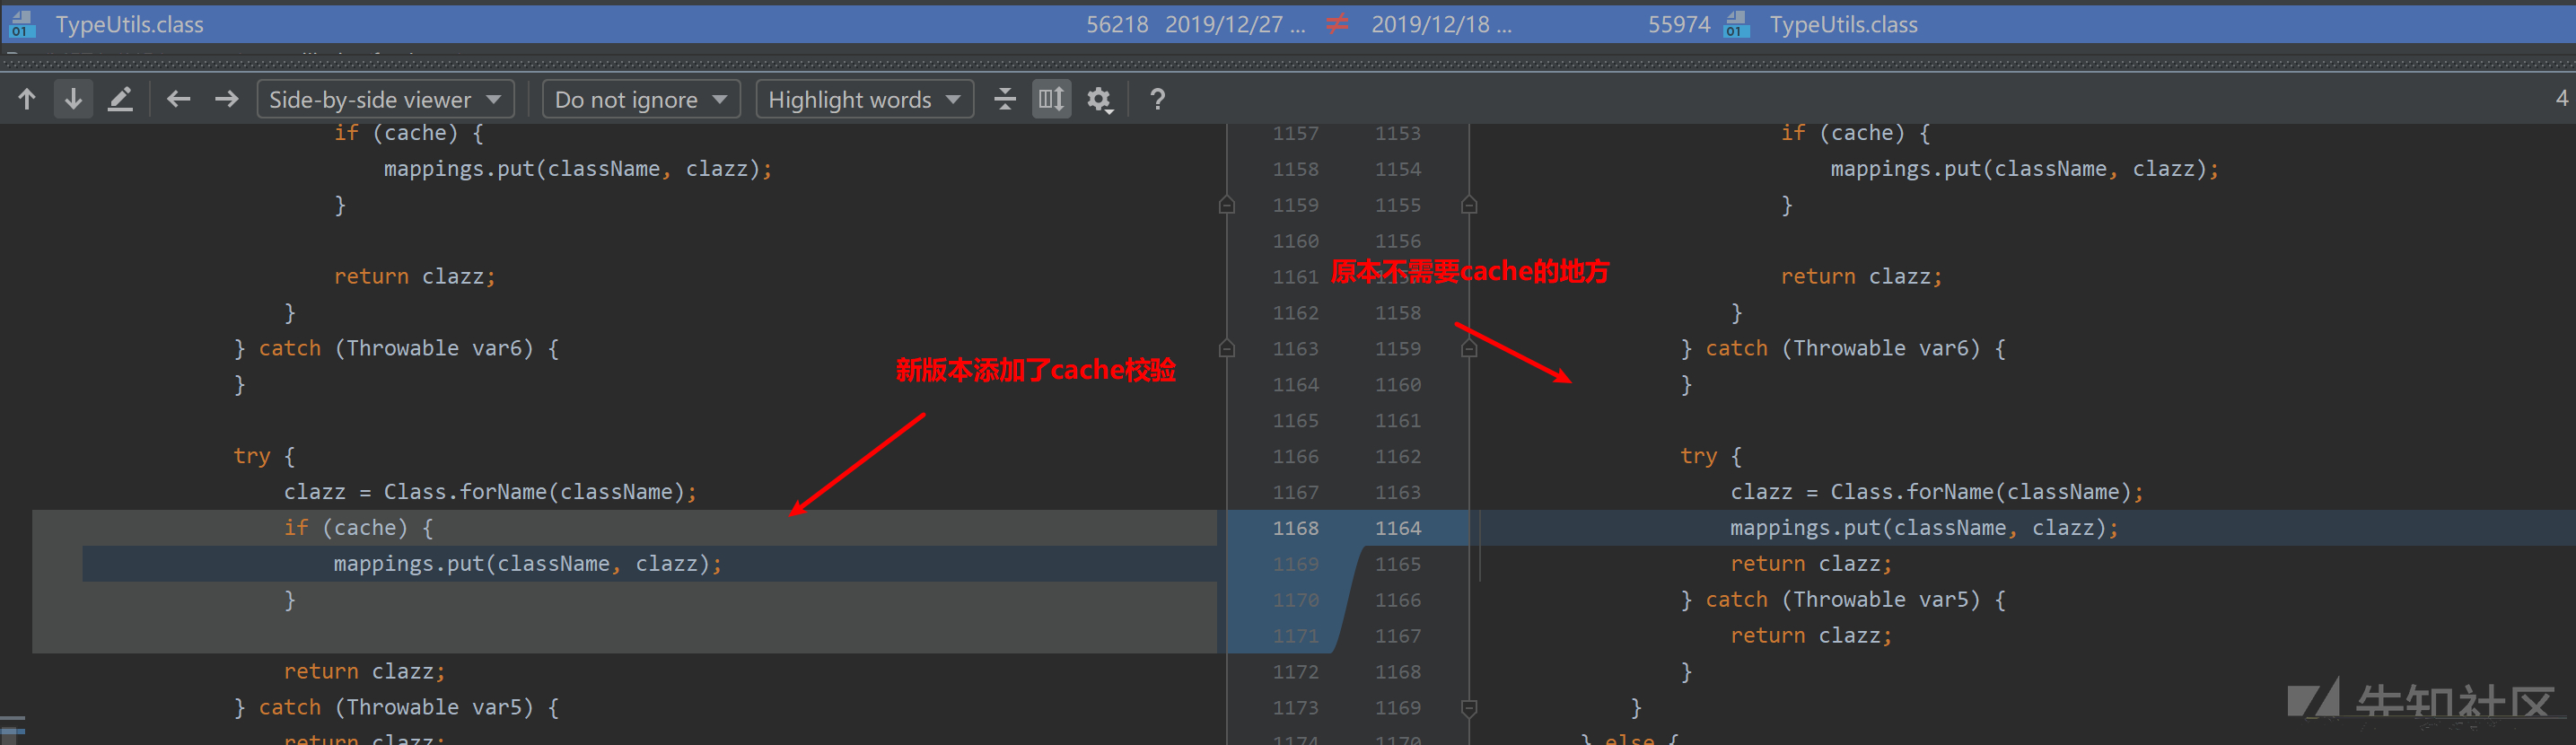 TypeUtils.class 56218 2019/12/27 ... ≠ 2019/12/18 ... 55974 TypeUtils.class
Side-by-side viewer Do not ignore Highlight words ? 4
if (cache) { 1157 1153 if (cache) {
mappings.put(className, clazz); 1158 1154 mappings.put(className, clazz);
} 1159 1155 }
1160 1156
return clazz; 1161 return clazz;
原本不需要cache的地方
} 1162 1158 }
} catch (Throwable var6) { 1163 1159 } catch (Throwable var6) {
新版本添加了cache校验
} 1164 1160 }
1165 1161
try { 1166 1162 try {
clazz = Class.forName(className); 1167 1163 clazz = Class.forName(className);
if (cache) { 1168 1164 mappings.put(className, clazz);
mappings.put(className, clazz); 1169 1165 return clazz;
} 1170 1166 } catch (Throwable var5) {
1171 1167 return clazz;
return clazz; 1172 1168 }
} catch (Throwable var5) { 1173 1169 }
return clazz; 1174 1170 } else {
先知社区